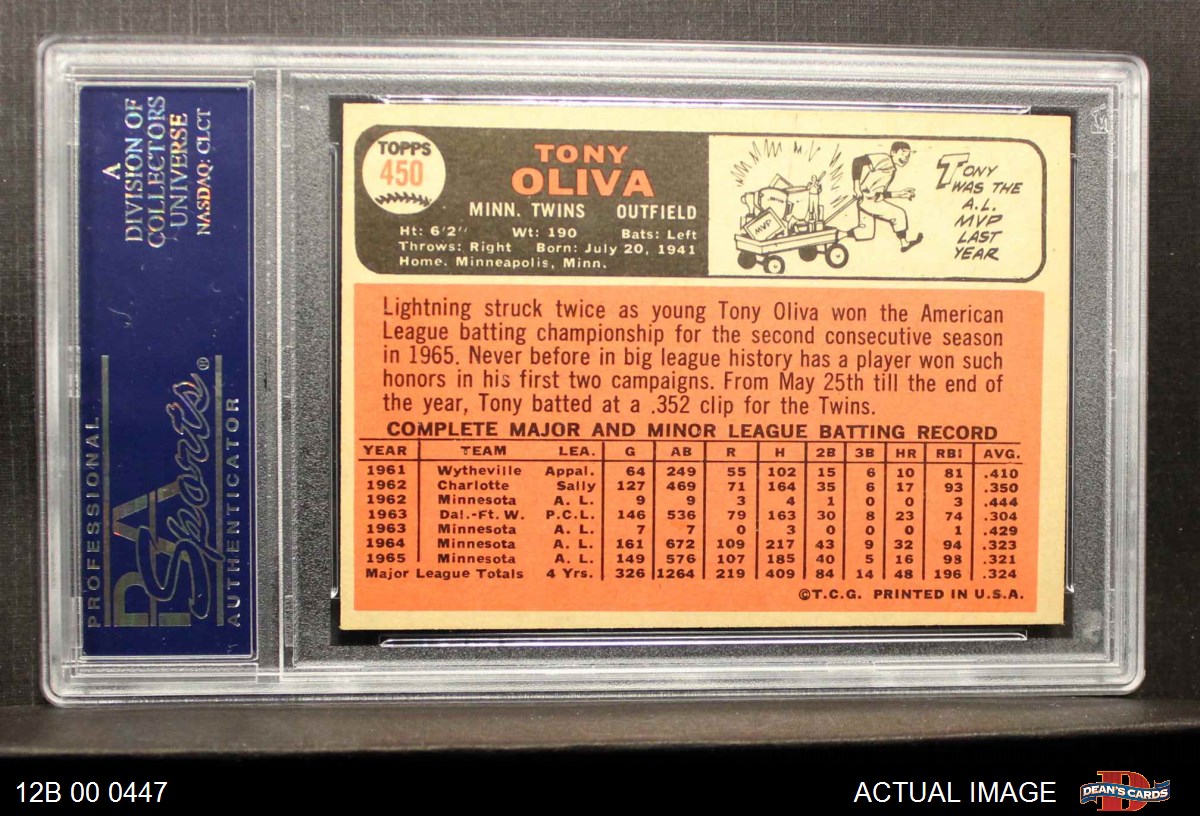 A
DIVISION OF
COLLECTORS
UNIVERSE
NASDAQ: CLCT
PROFESSIONAL
PSA
Sports®
AUTHENTICATOR
TOPPS
450
TONY
OLIVA
MINN. TWINS OUTFIELD
Ht: 6'2" Wt: 190 Bats: Left
Throws: Right Born: July 20, 1941
Home. Minneapolis, Minn.
MVP
TONY
WAS THE
A.L.
MVP
LAST
YEAR
Lightning struck twice as young Tony Oliva won the American
League batting championship for the second consecutive season
in 1965. Never before in big league history has a player won such
honors in his first two campaigns. From May 25th till the end of
the year, Tony batted at a .352 clip for the Twins.
COMPLETE MAJOR AND MINOR LEAGUE BATTING RECORD
YEAR TEAM LEA. G AB R H 2B 3B HR RBI AVG.
1961 Wytheville Appal. 64 249 55 102 15 6 10 81 .410
1962 Charlotte Sally 127 469 71 164 35 6 17 93 .350
1962 Minnesota A. L. 9 9 3 4 1 0 0 3 .444
1963 Dal.-Ft. W. P.C.L. 146 536 79 163 30 8 23 74 .304
1963 Minnesota A. L. 7 7 0 3 0 0 0 1 .429
1964 Minnesota A. L. 161 672 109 217 43 9 32 94 .323
1965 Minnesota A. L. 149 576 107 185 40 5 16 98 .321
Major League Totals 4 Yrs. 326 1264 219 409 84 14 48 196 .324
©T.C.G. PRINTED IN U.S.A.
12B 00 0447
ACTUAL IMAGE
DEAN'S CARDS